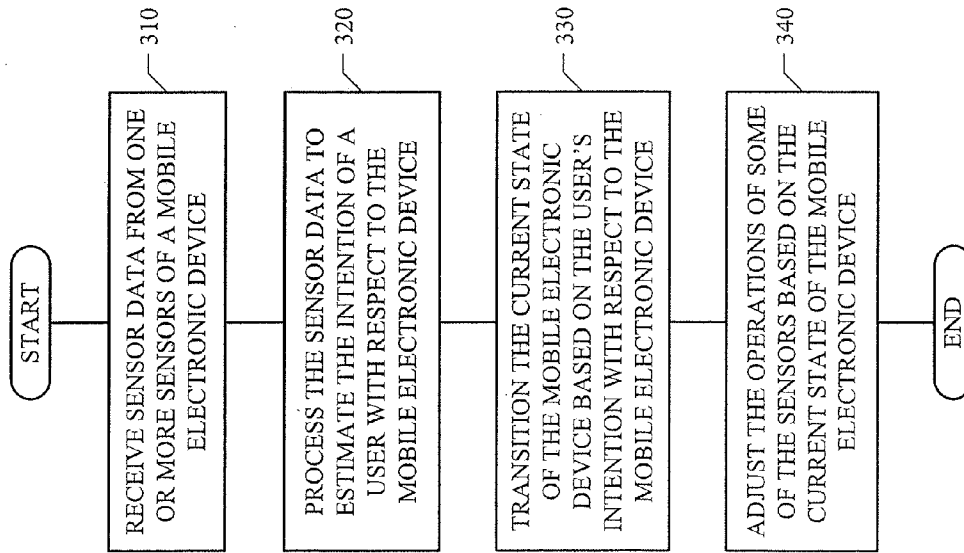 START
RECEIVE SENSOR DATA FROM ONE
OR MORE SENSORS OF A MOBILE
ELECTRONIC DEVICE
310
PROCESS THE SENSOR DATA TO
ESTIMATE THE INTENTION OF A
USER WITH RESPECT TO THE
MOBILE ELECTRONIC DEVICE
320
TRANSITION THE CURRENT STATE
OF THE MOBILE ELECTRONIC
DEVICE BASED ON THE USER'S
INTENTION WITH RESPECT TO THE
MOBILE ELECTRONIC DEVICE
330
ADJUST THE OPERATIONS OF SOME
OF THE SENSORS BASED ON THE
CURRENT STATE OF THE MOBILE
ELECTRONIC DEVICE
340
END